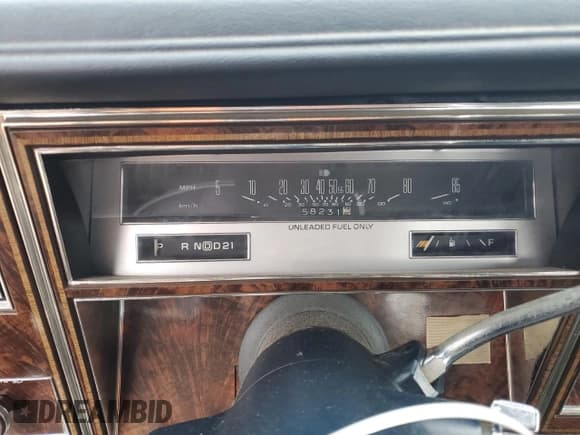 MPH 5 10 20 30 40 50 55 60 70 80 85
km/h
58231
UNLEADED FUEL ONLY
P R N D D 2 1
F
DREAMBID